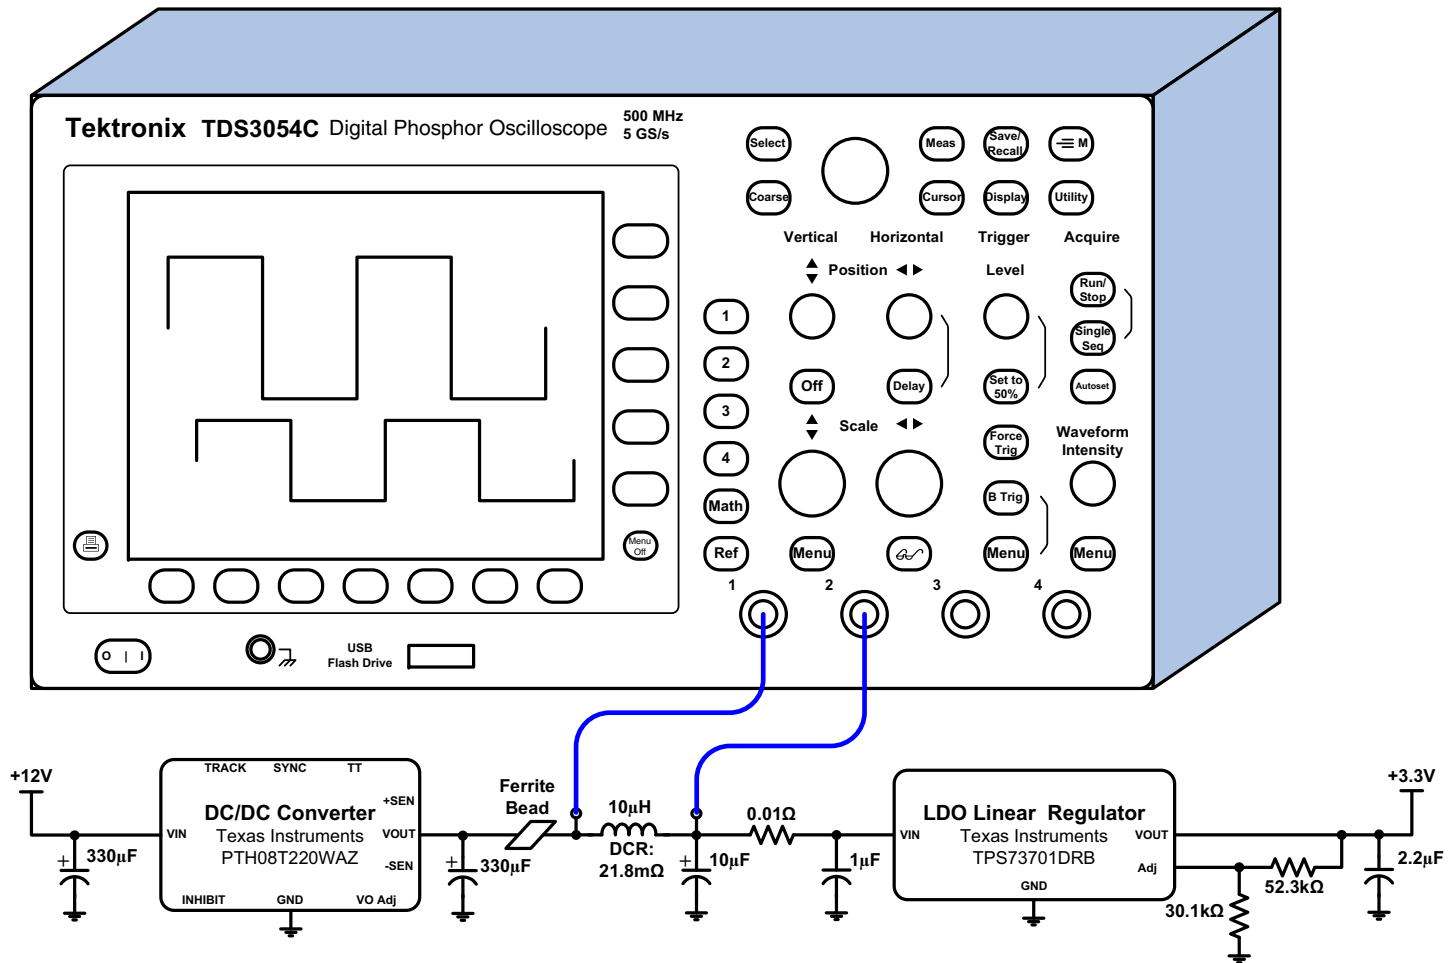 Tektronix TDS3054C Digital Phosphor Oscilloscope
500 MHz
5 GS/s
Select
Meas
Save/
Recall
M
Coarse
Cursor
Display
Utility
Vertical
Horizontal
Trigger
Acquire
Position
Level
Run/
Stop
1
Single
Seq
2
Off
Delay
Set to
50%
Autoset
3
Scale
Force
Trig
Waveform
Intensity
4
B Trig
Math
Menu
Off
Ref
Menu
Menu
Menu
1
2
3
4
O | I
USB
Flash Drive
+12V
TRACK
SYNC
TT
+SEN
DC/DC Converter
VIN
Texas Instruments
VOUT
PTH08T220WAZ
-SEN
INHIBIT
GND
VO Adj
+
330µF
+
330µF
Ferrite
Bead
10µH
DCR:
21.8mΩ
+
10µF
0.01Ω
1µF
LDO Linear Regulator
VIN
Texas Instruments
VOUT
TPS73701DRB
Adj
GND
+3.3V
52.3kΩ
30.1kΩ
2.2µF